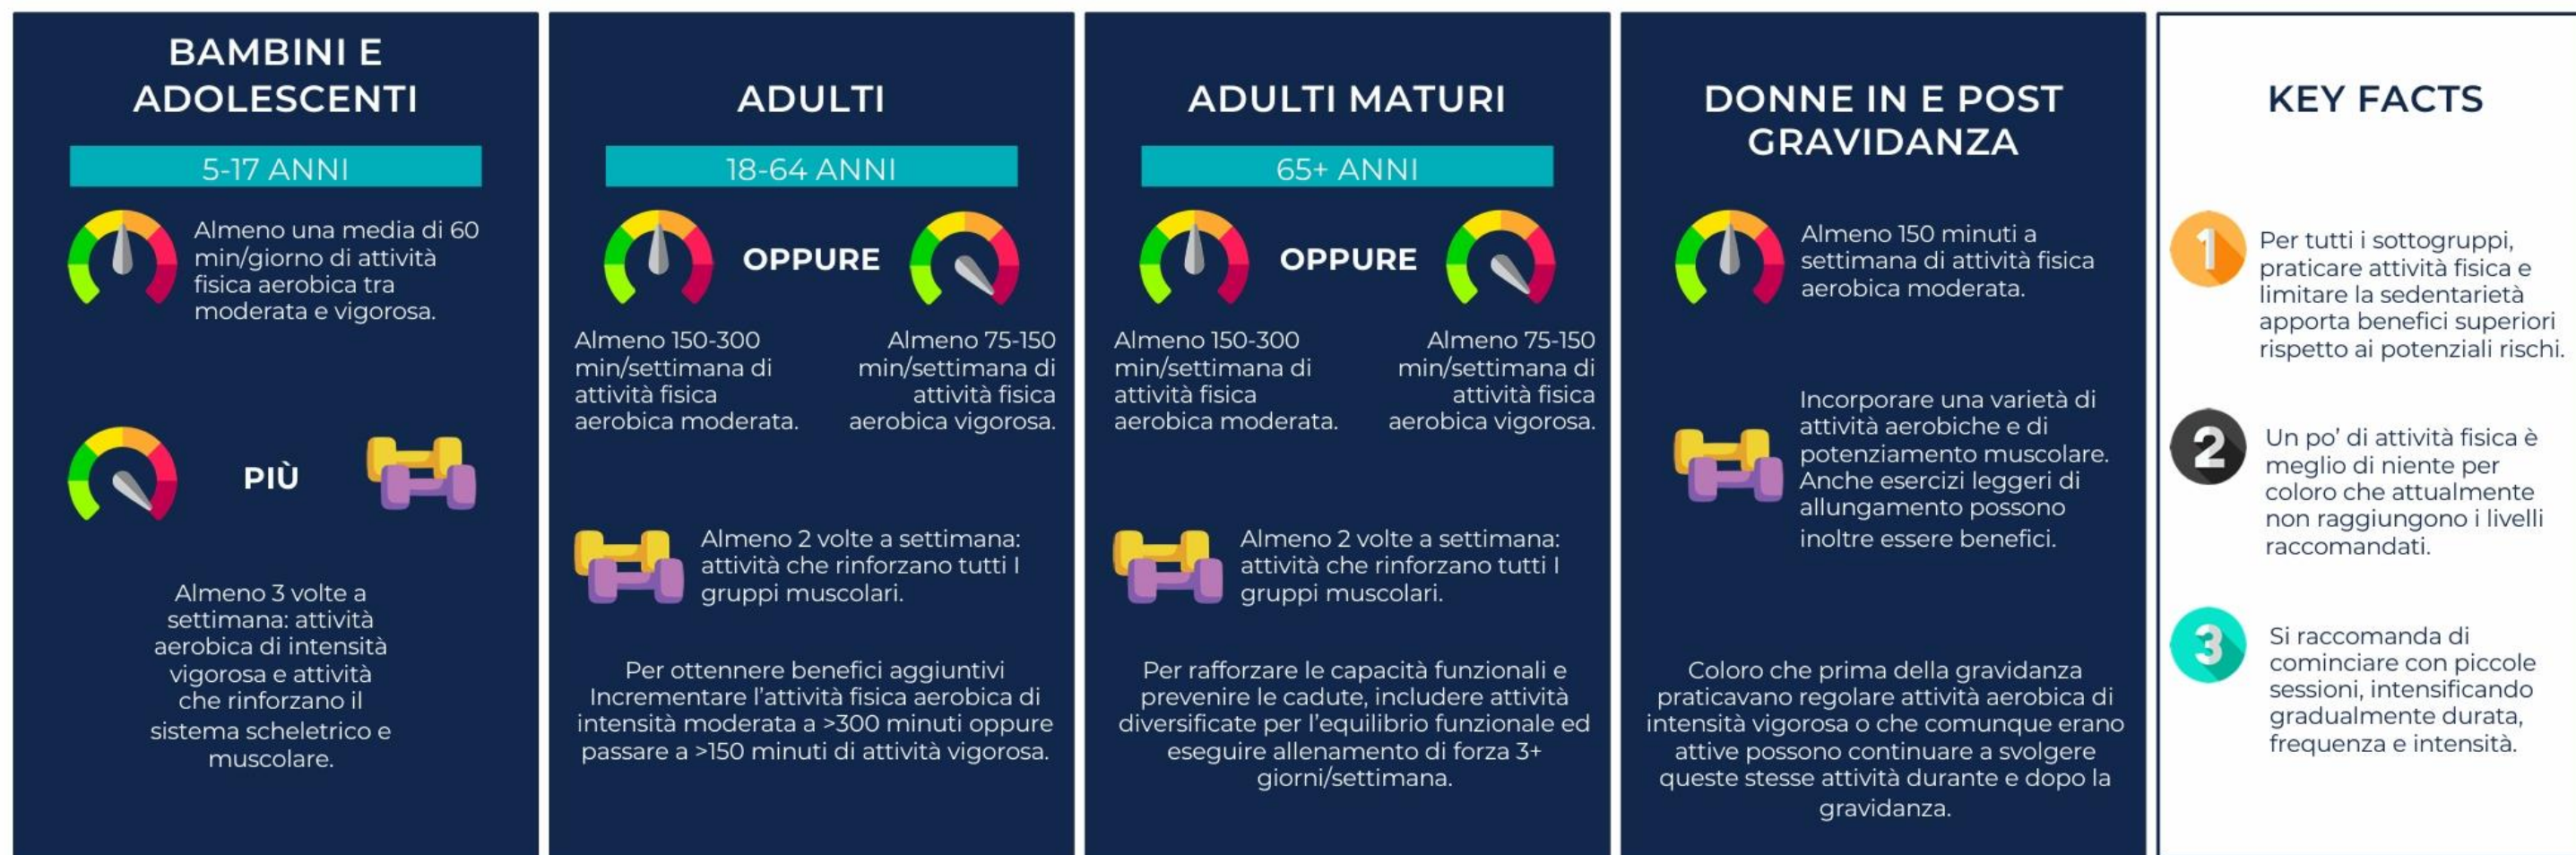 BAMBINI E
ADOLESCENTI
5-17 ANNI
Almeno una media di 60
min/giorno di attività
fisica aerobica tra
moderata e vigorosa.
PIÙ
Almeno 3 volte a
settimana: attività
aerobica di intensità
vigorosa e attività
che rinforzano il
sistema scheletrico e
muscolare.
ADULTI
18-64 ANNI
OPPURE
Almeno 150-300
min/settimana di
attività fisica
aerobica moderata.
Almeno 75-150
min/settimana di
attività fisica
aerobica vigorosa.
Almeno 2 volte a settimana:
attività che rinforzano tutti I
gruppi muscolari.
Per ottennere benefici aggiuntivi
Incrementare l'attività fisica aerobica di
intensità moderata a >300 minuti oppure
passare a >150 minuti di attività vigorosa.
ADULTI MATURI
65+ ANNI
OPPURE
Almeno 150-300
min/settimana di
attività fisica
aerobica moderata.
Almeno 75-150
min/settimana di
attività fisica
aerobica vigorosa.
Almeno 2 volte a settimana:
attività che rinforzano tutti I
gruppi muscolari.
Per rafforzare le capacità funzionali e
prevenire le cadute, includere attività
diversificate per l'equilibrio funzionale ed
eseguire allenamento di forza 3+
giorni/settimana.
DONNE IN E POST
GRAVIDANZA
Almeno 150 minuti a
settimana di attività fisica
aerobica moderata.
Incorporare una varietà di
attività aerobiche e di
potenziamento muscolare.
Anche esercizi leggeri di
allungamento possono
inoltre essere benefici.
Coloro che prima della gravidanza
praticavano regolare attività aerobica di
intensità vigorosa o che comunque erano
attive possono continuare a svolgere
queste stesse attività durante e dopo la
gravidanza.
KEY FACTS
1
Per tutti i sottogruppi,
praticare attività fisica e
limitare la sedentarietà
apporta benefici superiori
rispetto ai potenziali rischi.
2
Un po' di attività fisica è
meglio di niente per
coloro che attualmente
non raggiungono i livelli
raccomandati.
3
Si raccomanda di
cominciare con piccole
sessioni, intensificando
gradualmente durata,
frequenza e intensità.